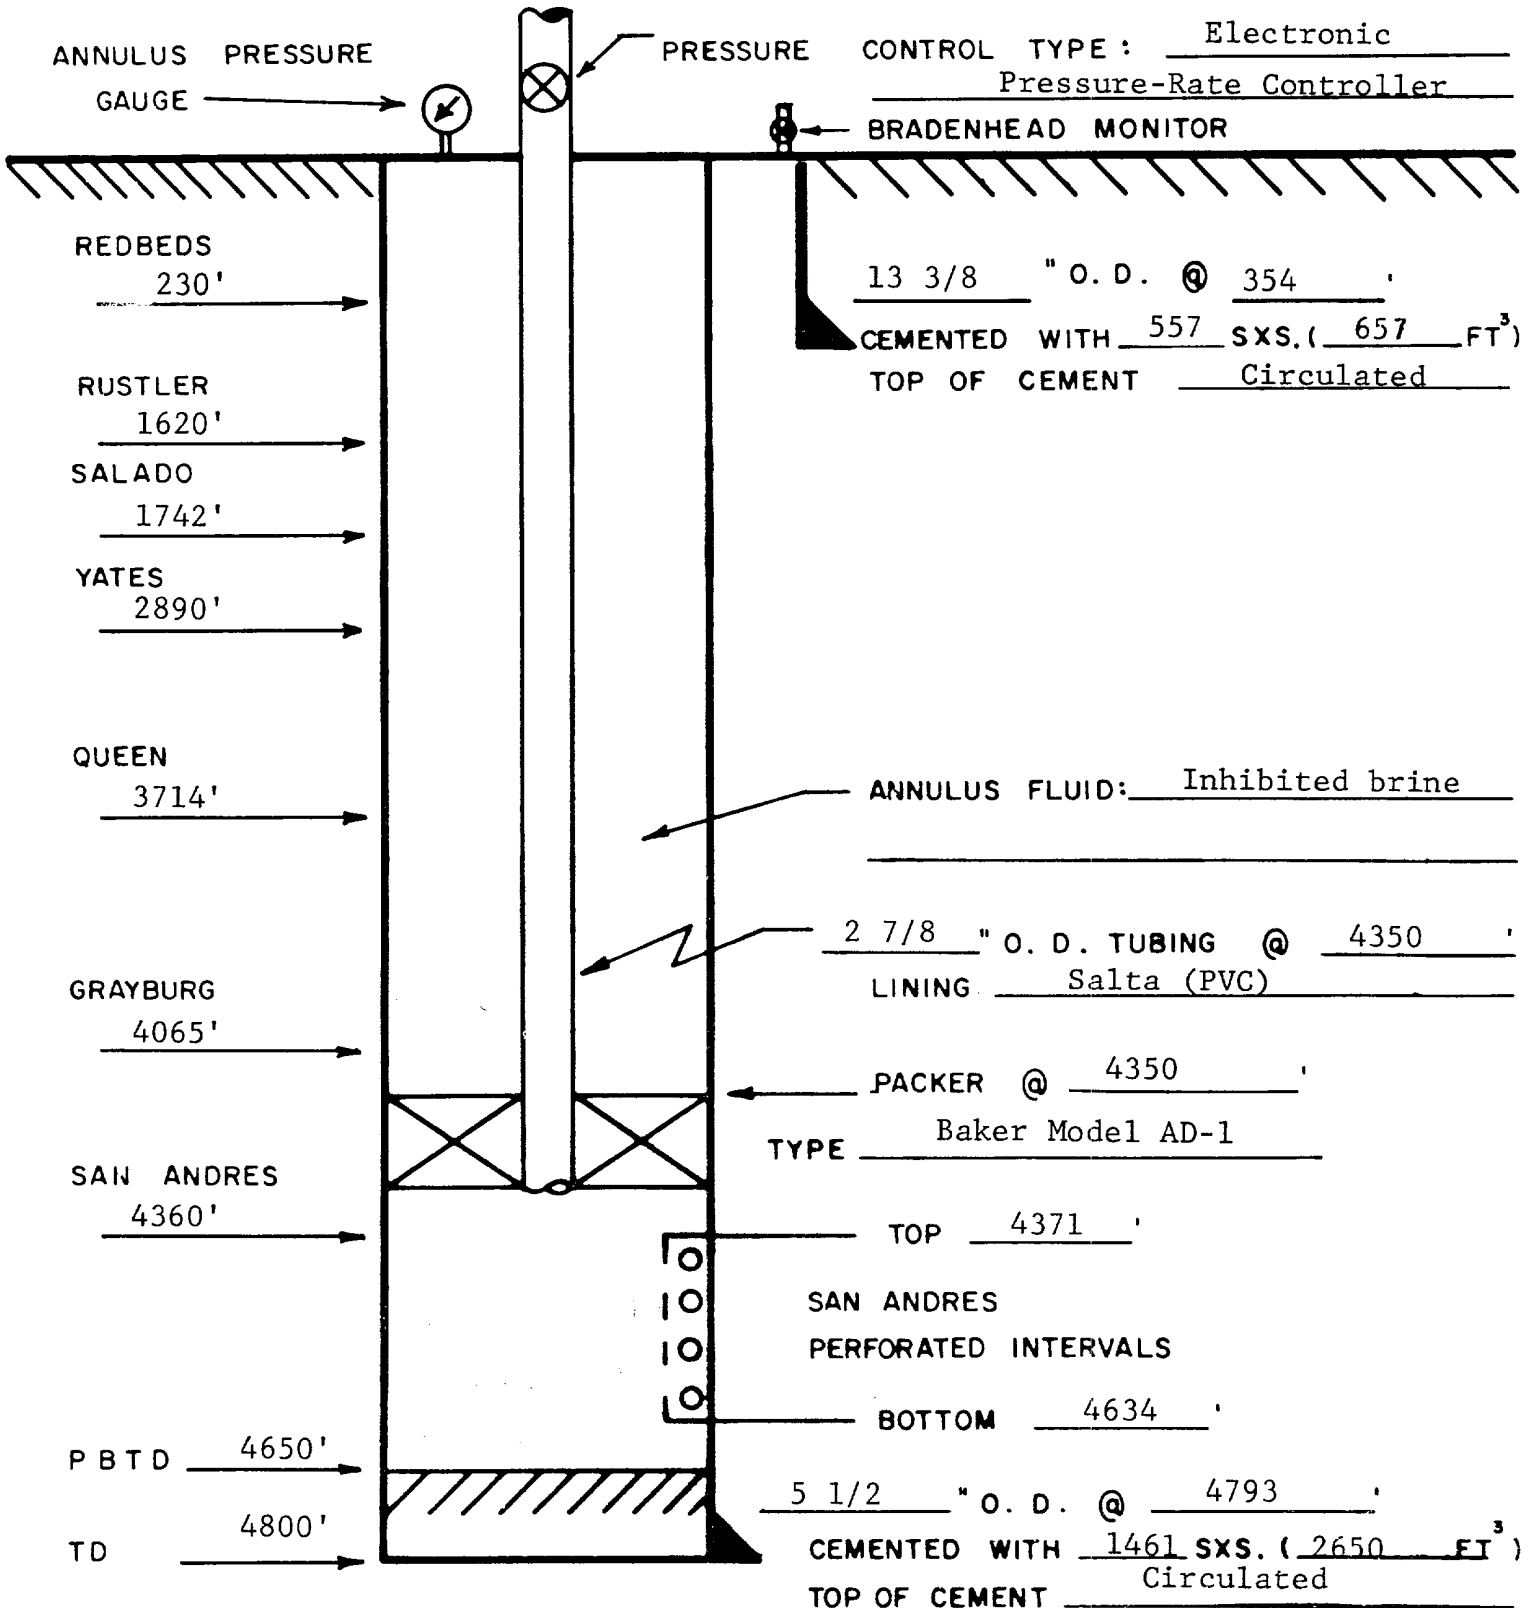 ANNULUS PRESSURE
GAUGE
PRESSURE CONTROL TYPE: Electronic
Pressure-Rate Controller
BRADENHEAD MONITOR
REDBEDS
230'
13 3/8 " O.D. @ 354 '
CEMENTED WITH 557 SXS. ( 657 FT³)
TOP OF CEMENT Circulated
RUSTLER
1620'
SALADO
1742'
YATES
2890'
QUEEN
3714'
ANNULUS FLUID: Inhibited brine
2 7/8 " O. D. TUBING @ 4350 '
LINING Salta (PVC)
GRAYBURG
4065'
PACKER @ 4350 '
TYPE Baker Model AD-1
SAN ANDRES
4360'
TOP 4371 '
SAN ANDRES
PERFORATED INTERVALS
BOTTOM 4634 '
PBTD 4650'
5 1/2 " O. D. @ 4793 '
TD 4800'
CEMENTED WITH 1461 SXS. ( 2650 FT³)
TOP OF CEMENT Circulated